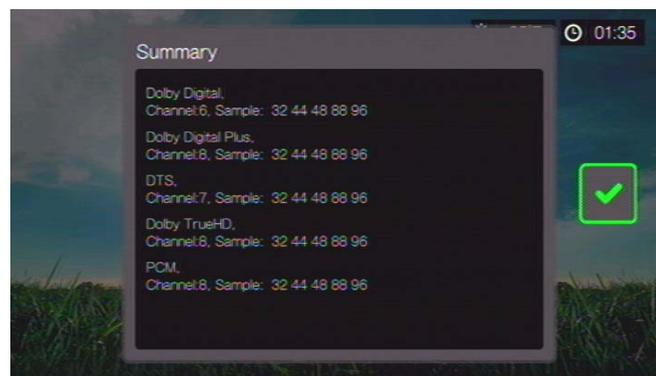 01:35
Summary
Dolby Digital,
Channel:6, Sample: 32 44 48 88 96
Dolby Digital Plus,
Channel:8, Sample: 32 44 48 88 96
DTS,
Channel:7, Sample: 32 44 48 88 96
Dolby TrueHD,
Channel:8, Sample: 32 44 48 88 96
PCM,
Channel:8, Sample: 32 44 48 88 96